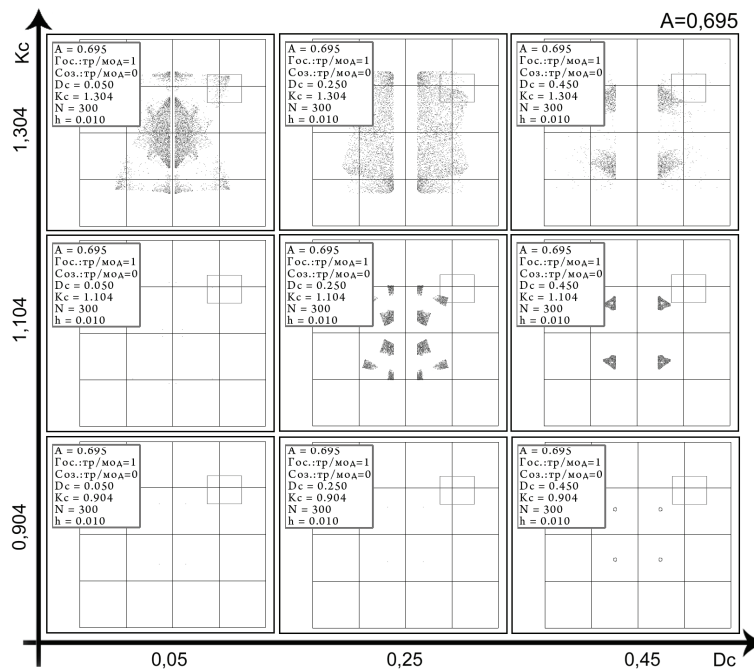 A=0,695
Kc
1,304
A = 0.695
Гос.:тр/мод=1
Соз.:тр/мод=0
Dc = 0.050
Kc = 1.304
N = 300
h = 0.010
A = 0.695
Гос.:тр/мод=1
Соз.:тр/мод=0
Dc = 0.250
Kc = 1.304
N = 300
h = 0.010
A = 0.695
Гос.:тр/мод=1
Соз.:тр/мод=0
Dc = 0.450
Kc = 1.304
N = 300
h = 0.010
1,104
A = 0.695
Гос.:тр/мод=1
Соз.:тр/мод=0
Dc = 0.050
Kc = 1.104
N = 300
h = 0.010
A = 0.695
Гос.:тр/мод=1
Соз.:тр/мод=0
Dc = 0.250
Kc = 1.104
N = 300
h = 0.010
A = 0.695
Гос.:тр/мод=1
Соз.:тр/мод=0
Dc = 0.450
Kc = 1.104
N = 300
h = 0.010
0,904
A = 0.695
Гос.:тр/мод=1
Соз.:тр/мод=0
Dc = 0.050
Kc = 0.904
N = 300
h = 0.010
A = 0.695
Гос.:тр/мод=1
Соз.:тр/мод=0
Dc = 0.250
Kc = 0.904
N = 300
h = 0.010
A = 0.695
Гос.:тр/мод=1
Соз.:тр/мод=0
Dc = 0.450
Kc = 0.904
N = 300
h = 0.010
0,05
0,25
0,45
Dc